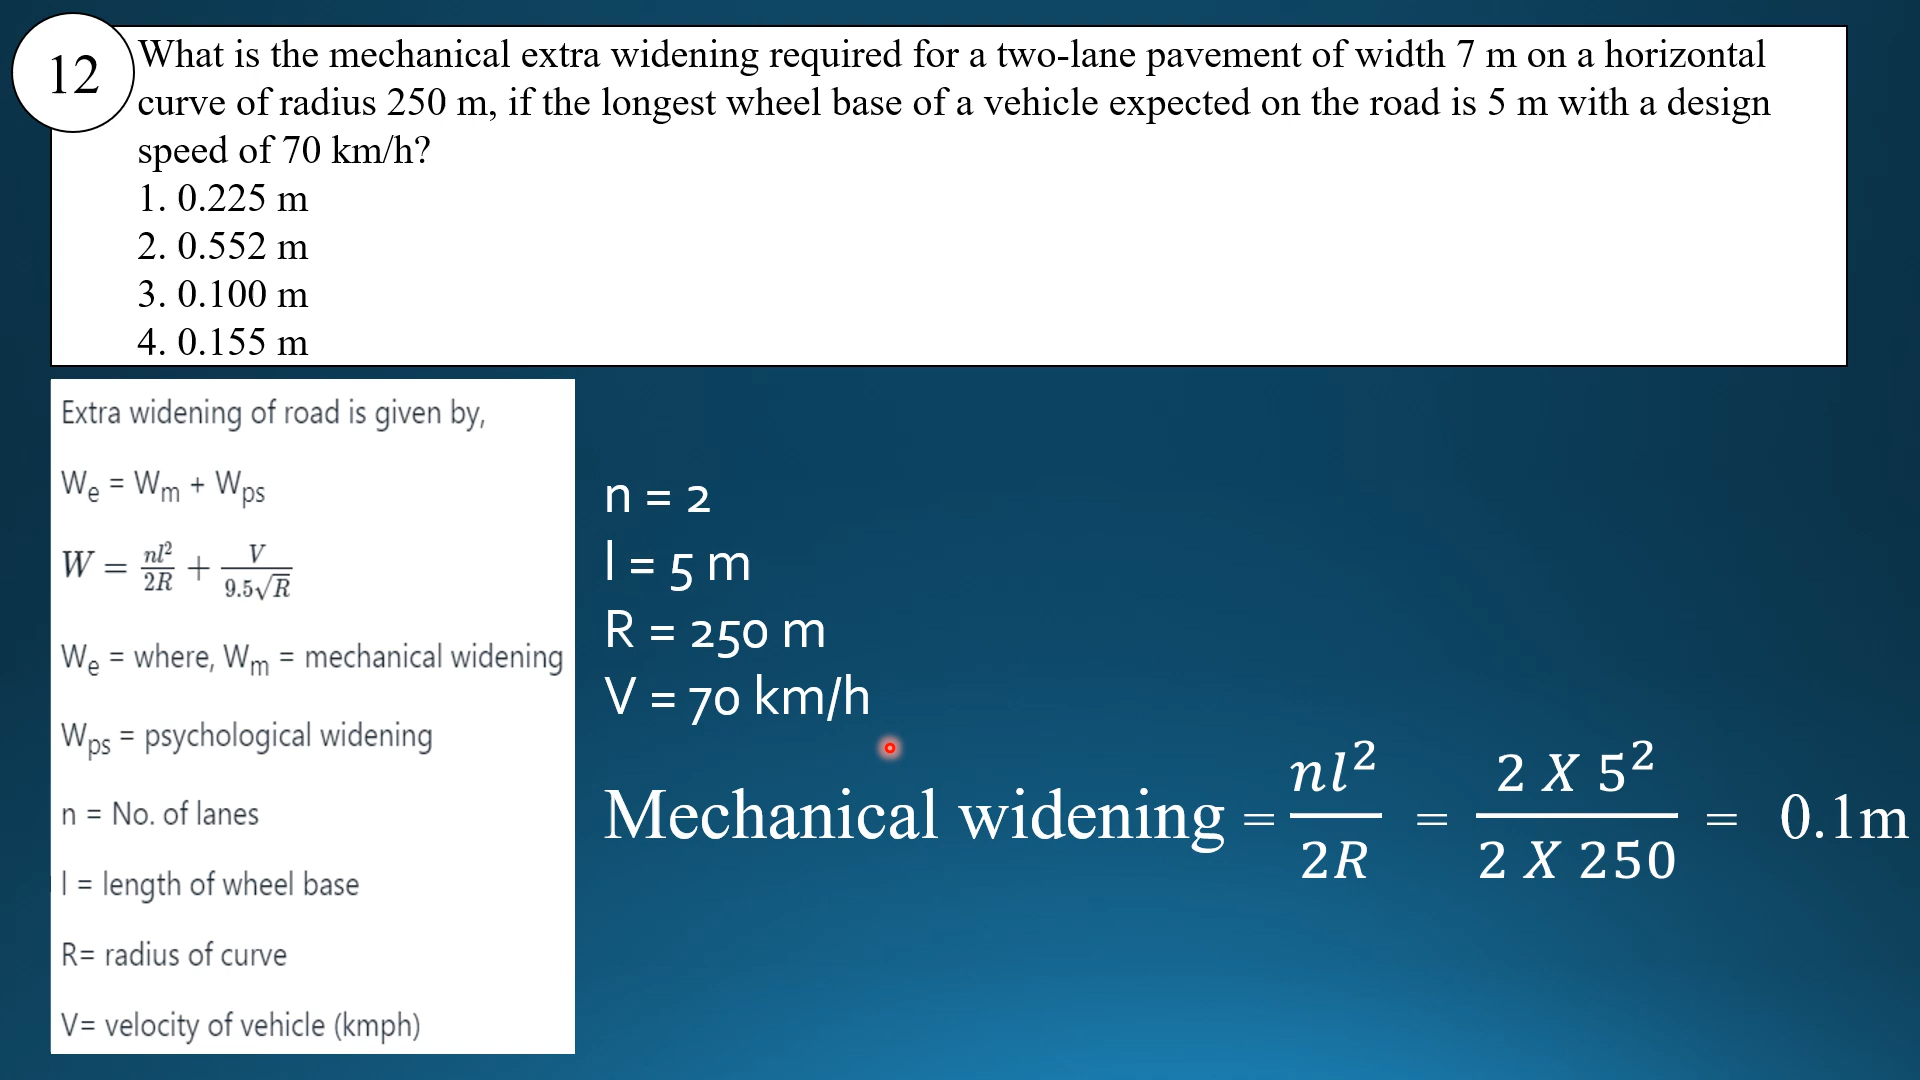 12
What is the mechanical extra widening required for a two-lane pavement of width 7 m on a horizontal
curve of radius 250 m, if the longest wheel base of a vehicle expected on the road is 5 m with a design
speed of 70 km/h?
1. 0.225 m
2. 0.552 m
3. 0.100 m
4. 0.155 m
Extra widening of road is given by,
We = Wm + Wps
W = nl²/2R + V/9.5√R
We = where, Wm = mechanical widening
Wps = psychological widening
n = No. of lanes
l = length of wheel base
R= radius of curve
V= velocity of vehicle (kmph)
n = 2
l = 5 m
R = 250 m
V = 70 km/h
Mechanical widening = nl²/2R = 2 X 5²/2 X 250 = 0.1m